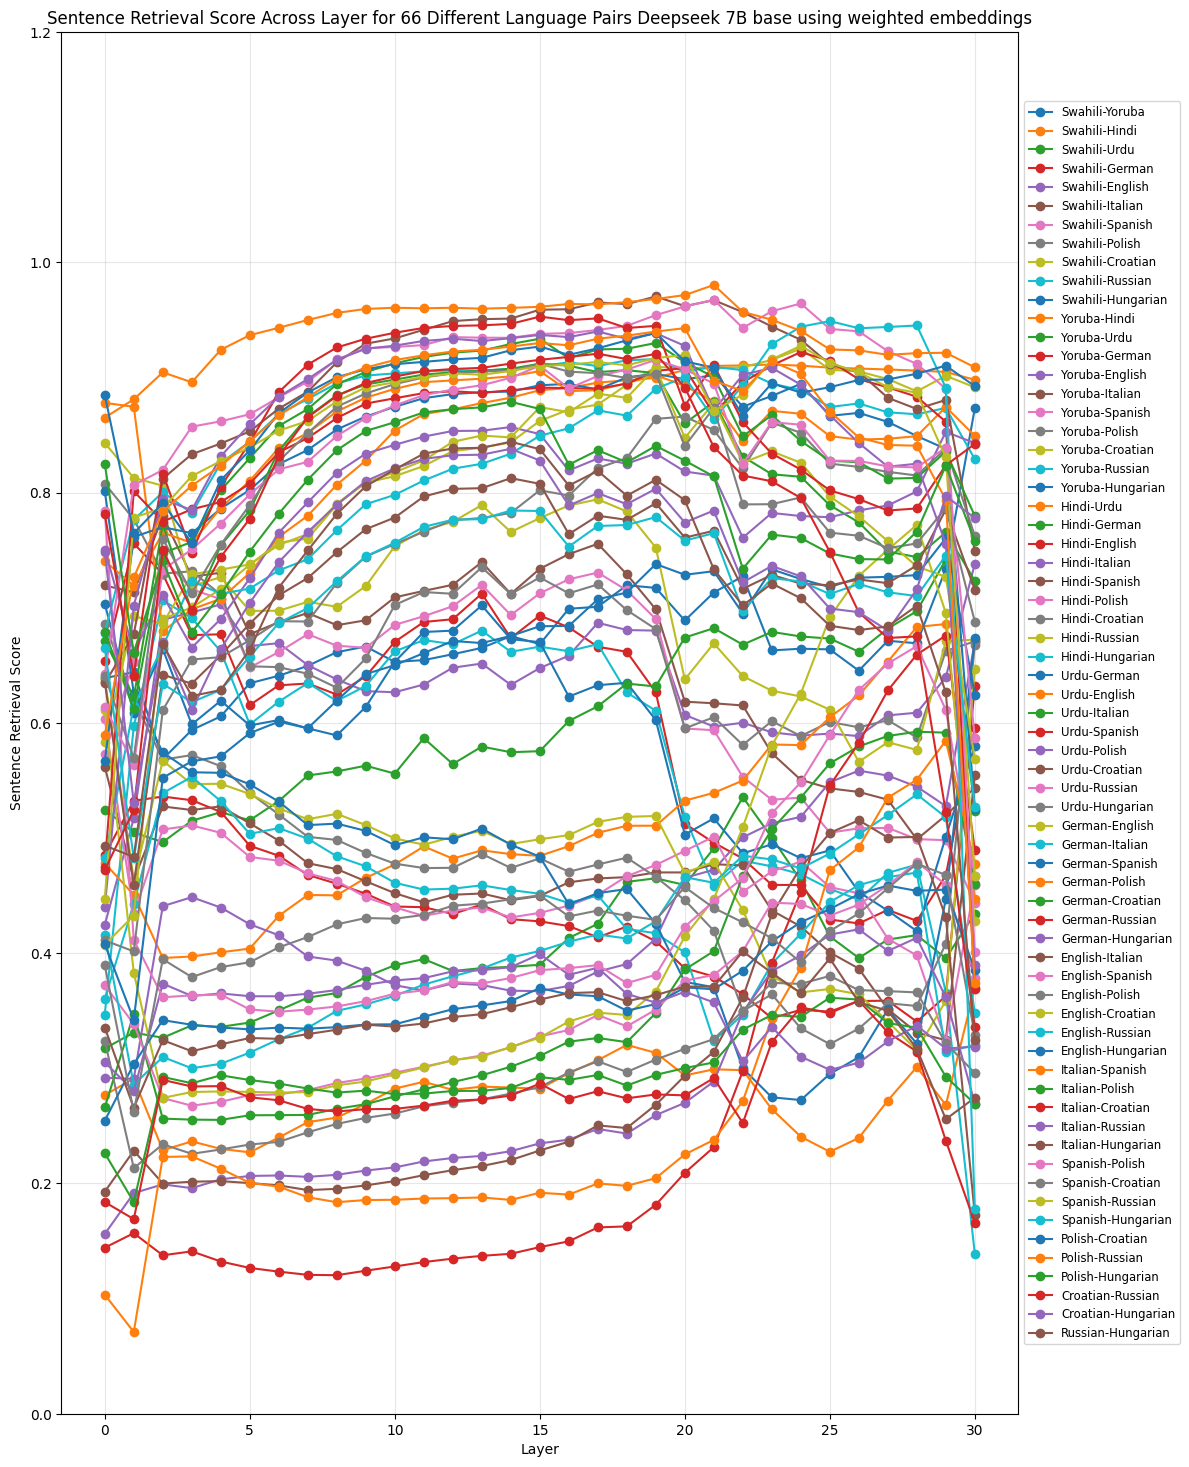 Sentence Retrieval Score Across Layer for 66 Different Language Pairs Deepseek 7B base using weighted embeddings
1.2
1.0
0.8
0.6
0.4
0.2
0.0
Sentence Retrieval Score
0
5
10
15
20
25
30
Layer
Swahili-Yoruba
Swahili-Hindi
Swahili-Urdu
Swahili-German
Swahili-English
Swahili-Italian
Swahili-Spanish
Swahili-Polish
Swahili-Croatian
Swahili-Russian
Swahili-Hungarian
Yoruba-Hindi
Yoruba-Urdu
Yoruba-German
Yoruba-English
Yoruba-Italian
Yoruba-Spanish
Yoruba-Polish
Yoruba-Croatian
Yoruba-Russian
Yoruba-Hungarian
Hindi-Urdu
Hindi-German
Hindi-English
Hindi-Italian
Hindi-Spanish
Hindi-Polish
Hindi-Croatian
Hindi-Russian
Hindi-Hungarian
Urdu-German
Urdu-English
Urdu-Italian
Urdu-Spanish
Urdu-Polish
Urdu-Croatian
Urdu-Russian
Urdu-Hungarian
German-English
German-Italian
German-Spanish
German-Polish
German-Croatian
German-Russian
German-Hungarian
English-Italian
English-Spanish
English-Polish
English-Croatian
English-Russian
English-Hungarian
Italian-Spanish
Italian-Polish
Italian-Croatian
Italian-Russian
Italian-Hungarian
Spanish-Polish
Spanish-Croatian
Spanish-Russian
Spanish-Hungarian
Polish-Croatian
Polish-Russian
Polish-Hungarian
Croatian-Russian
Croatian-Hungarian
Russian-Hungarian